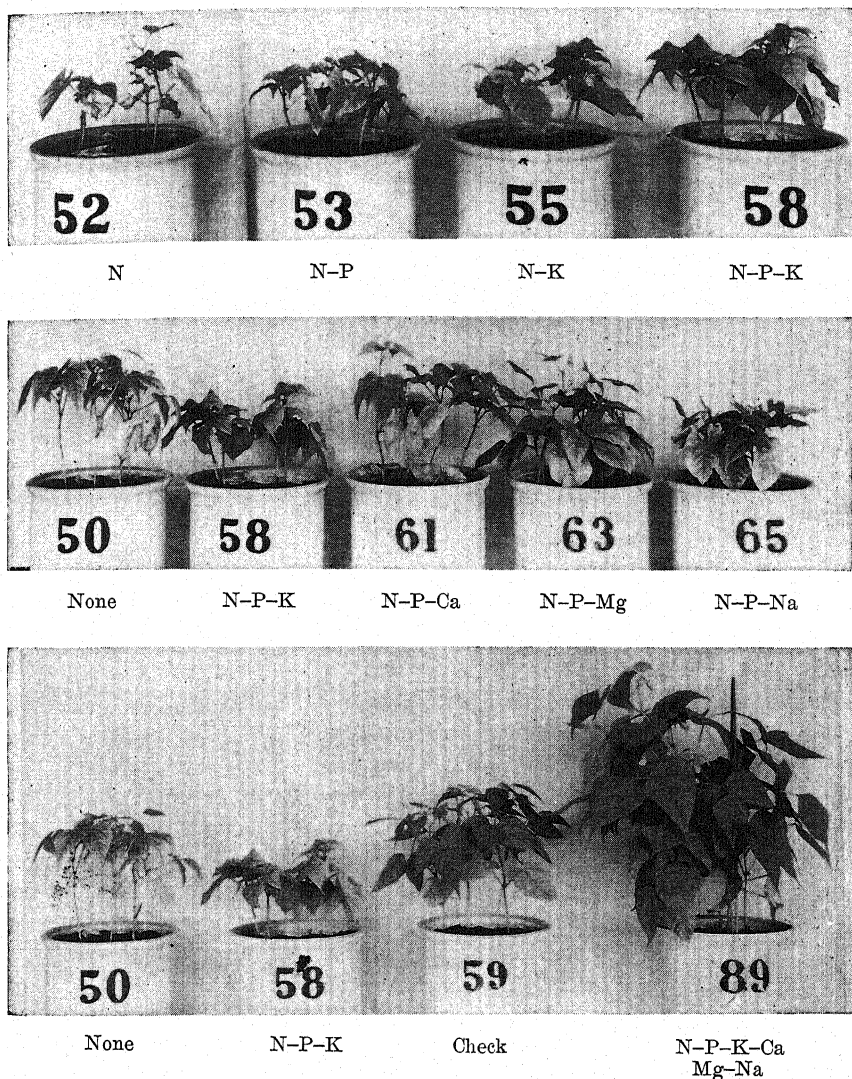 52 53 55 58
N N–P N–K N–P–K
50 58 61 63 65
None N–P–K N–P–Ca N–P–Mg N–P–Na
50 58 59 89
None N–P–K Check N–P–K–Ca
Mg–Na